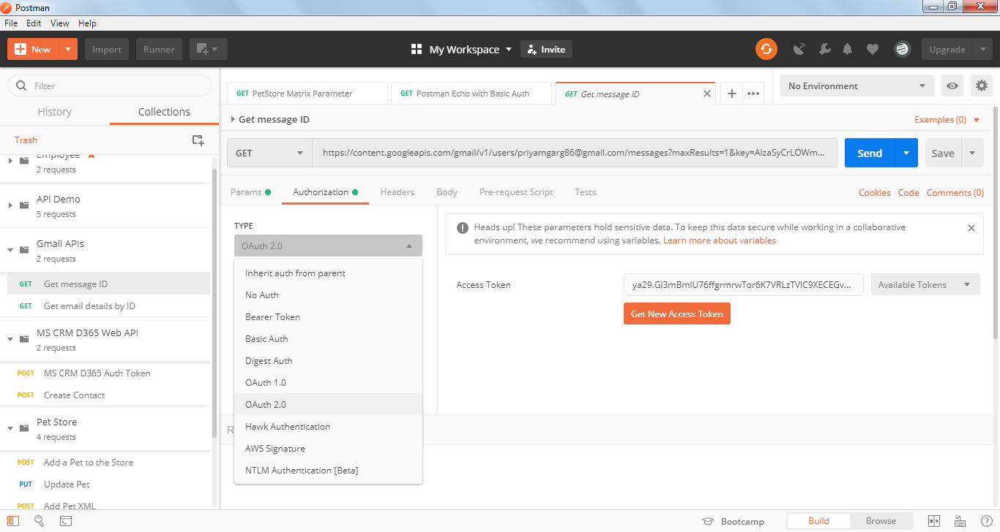 Postman
File Edit View Help
New Import Runner My Workspace Invite Upgrade
Filter
History Collections
Trash
Employee
2 requests
API Demo
5 requests
Gmail APIs
2 requests
GET Get message ID
GET Get email details by ID
MS CRM D365 Web API
2 requests
POST MS CRM D365 Auth Token
POST Create Contact
Pet Store
4 requests
POST Add a Pet to the Store
PUT Update Pet
POST Add Pet XML
GET PetStore Matrix Parameter GET Postman Echo with Basic Auth GET Get message ID
No Environment
Get message ID Examples (0)
GET https://content.googleapis.com/gmail/v1/users/priyamgarg86@gmail.com/messages?maxResults=1&key=AIzaSyCrLOWm... Send Save
Params Authorization Headers Body Pre-request Script Tests Cookies Code Comments (0)
TYPE
OAuth 2.0
Inherit auth from parent
No Auth
Bearer Token
Basic Auth
Digest Auth
OAuth 1.0
OAuth 2.0
Hawk Authentication
AWS Signature
NTLM Authentication [Beta]
Heads up! These parameters hold sensitive data. To keep this data secure while working in a collaborative
environment, we recommend using variables. Learn more about variables
Access Token ya29.GI3mBmIU76ffgrmrwTor6K7VRLzTVIC9XECEGv... Available Tokens
Get New Access Token
R
Bootcamp Build Browse